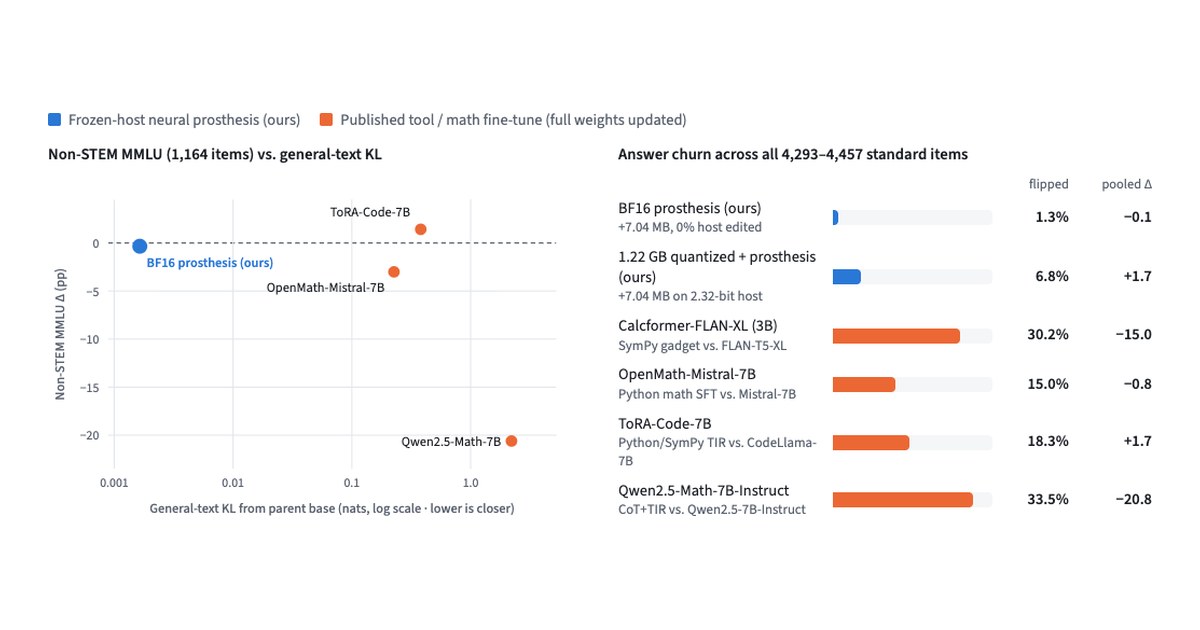 Frozen-host neural prosthesis (ours)
Published tool / math fine-tune (full weights updated)
Non-STEM MMLU (1,164 items) vs. general-text KL
ToRA-Code-7B
BF16 prosthesis (ours)
OpenMath-Mistral-7B
Qwen2.5-Math-7B
0
−5
−10
−15
−20
Non-STEM MMLU Δ (pp)
0.001
0.01
0.1
1.0
General-text KL from parent base (nats, log scale · lower is closer)
Answer churn across all 4,293–4,457 standard items
flipped
pooled Δ
BF16 prosthesis (ours)
+7.04 MB, 0% host edited
1.3%
−0.1
1.22 GB quantized + prosthesis
(ours)
+7.04 MB on 2.32-bit host
6.8%
+1.7
Calcformer-FLAN-XL (3B)
SymPy gadget vs. FLAN-T5-XL
30.2%
−15.0
OpenMath-Mistral-7B
Python math SFT vs. Mistral-7B
15.0%
−0.8
ToRA-Code-7B
Python/SymPy TIR vs. CodeLlama-
7B
18.3%
+1.7
Qwen2.5-Math-7B-Instruct
CoT+TIR vs. Qwen2.5-7B-Instruct
33.5%
−20.8